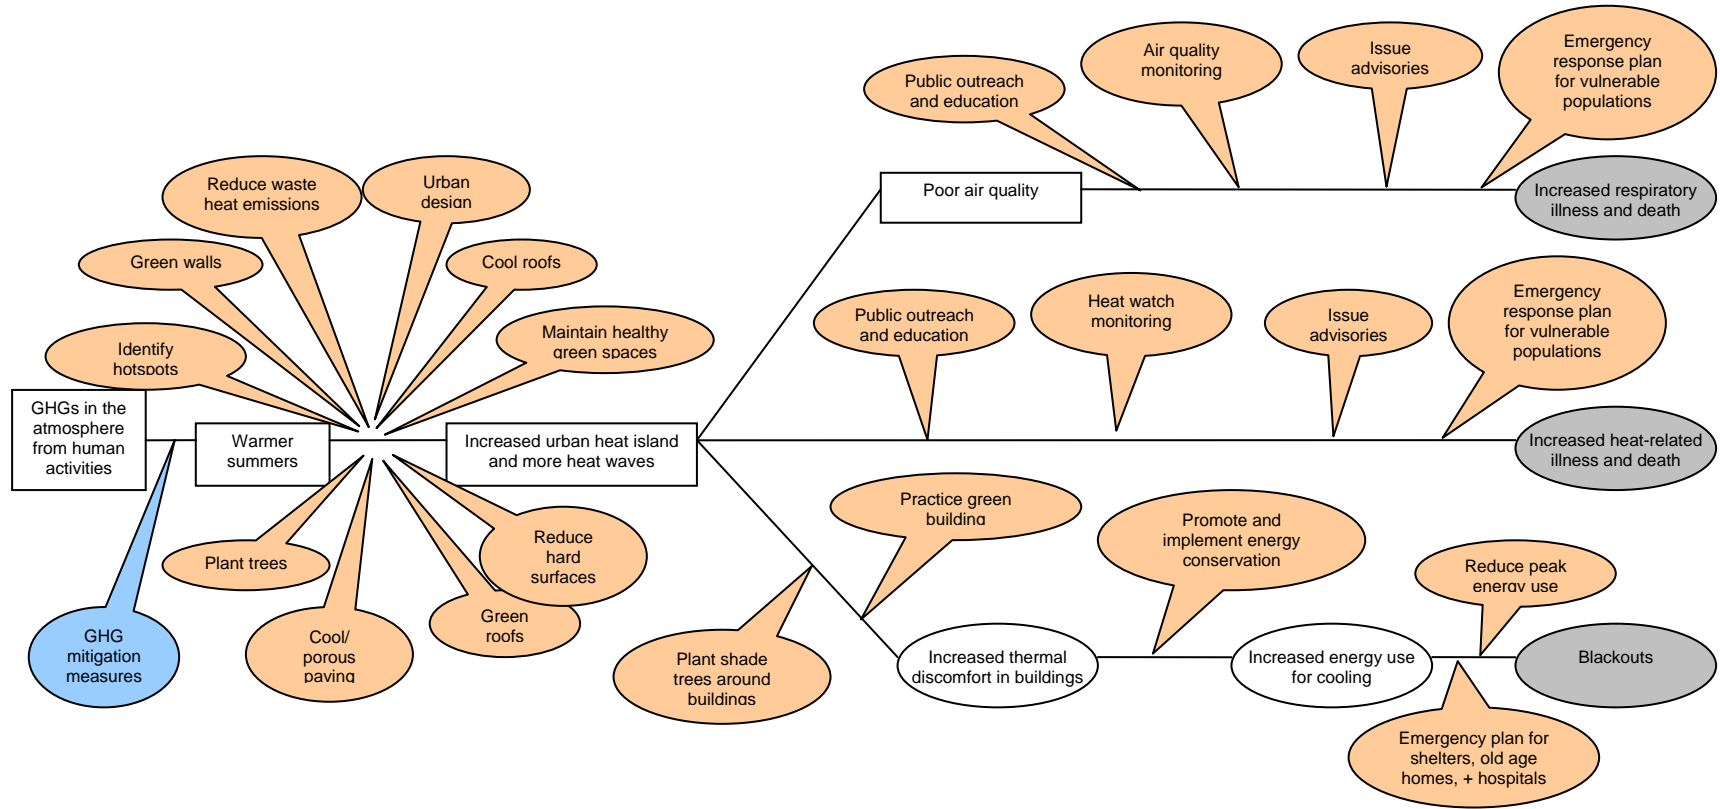 Public outreach
and education
Air quality
monitoring
Issue
advisories
Emergency
response plan
for vulnerable
populations
Reduce waste
heat emissions
Urban
design
Poor air quality
Increased respiratory
illness and death
Green walls
Cool roofs
Identify
hotspots
Maintain healthy
green spaces
Public outreach
and education
Heat watch
monitoring
Issue
advisories
Emergency
response plan
for vulnerable
populations
GHGs in the
atmosphere
from human
activities
Warmer
summers
Increased urban heat island
and more heat waves
Increased heat-related
illness and death
Plant trees
Reduce
hard
surfaces
Practice green
building
Promote and
implement energy
conservation
Reduce peak
energy use
GHG
mitigation
measures
Cool/
porous
paving
Green
roofs
Plant shade
trees around
buildings
Increased thermal
discomfort in buildings
Increased energy use
for cooling
Blackouts
Emergency plan for
shelters, old age
homes, + hospitals